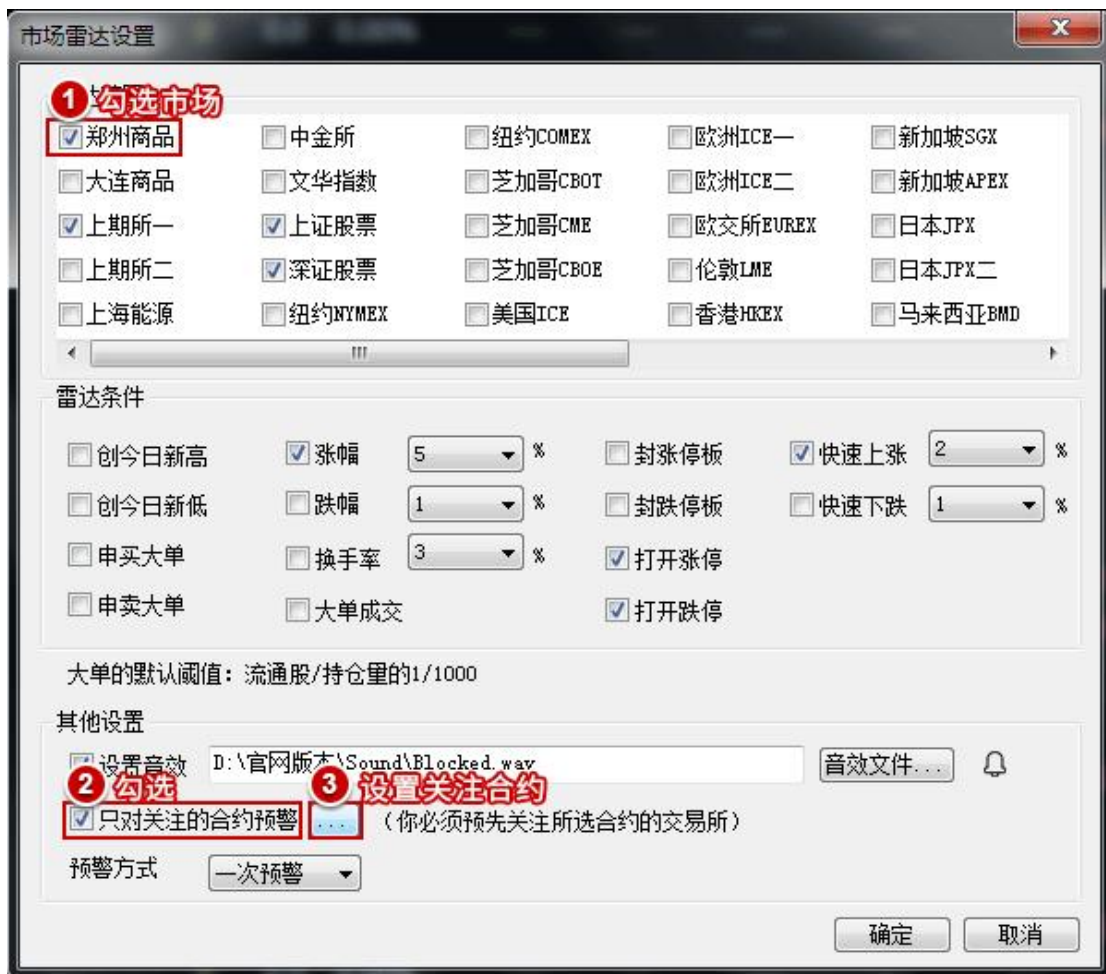 市场雷达设置
1 勾选市场
郑州商品 中金所 纽约COMEX 欧洲ICE一 新加坡SGX
大连商品 文华指数 芝加哥CBOT 欧洲ICE二 新加坡APEX
上期所一 上证股票 芝加哥CME 欧交所EUREX 日本JPX
上期所二 深证股票 芝加哥CBOE 伦敦LME 日本JPX二
上海能源 纽约NYMEX 美国ICE 香港HKEX 马来西亚BMD
雷达条件
创今日新高 涨幅 5 % 封涨停板 快速上涨 2 %
创今日新低 跌幅 1 % 封跌停板 快速下跌 1 %
申买大单 换手率 3 % 打开涨停
申卖大单 大单成交 打开跌停
大单的默认阈值：流通股/持仓量的1/1000
其他设置
设置音效 D:\官网版本\Sound\Blocked.wav 音效文件...
2 勾选 3 设置关注合约
只对关注的合约预警 ... （你必须预先关注所选合约的交易所）
预警方式 一次预警
确定 取消